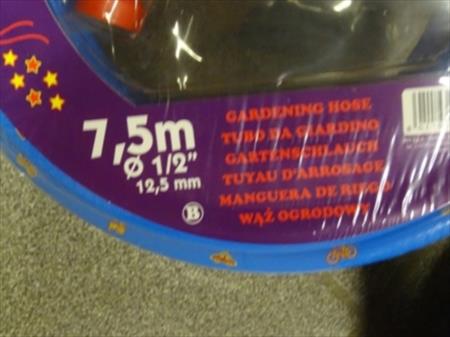 7,5m
Ø 1/2"
12,5 mm
B
GARDENING HOSE
TUBO DA GIARDINO
GARTENSCHLAUCH
TUYAU D'ARROSAGE
MANGUERA DE RIEGO
WĄŻ OGRODOWY